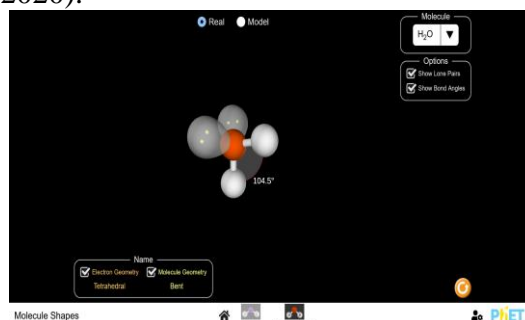 2020).
Real Model
Molecule
H₂O
Options
Show Lone Pairs
Show Bond Angles
104.5°
Name
Electron Geometry Molecule Geometry
Tetrahedral Bent
Molecule Shapes
PhET